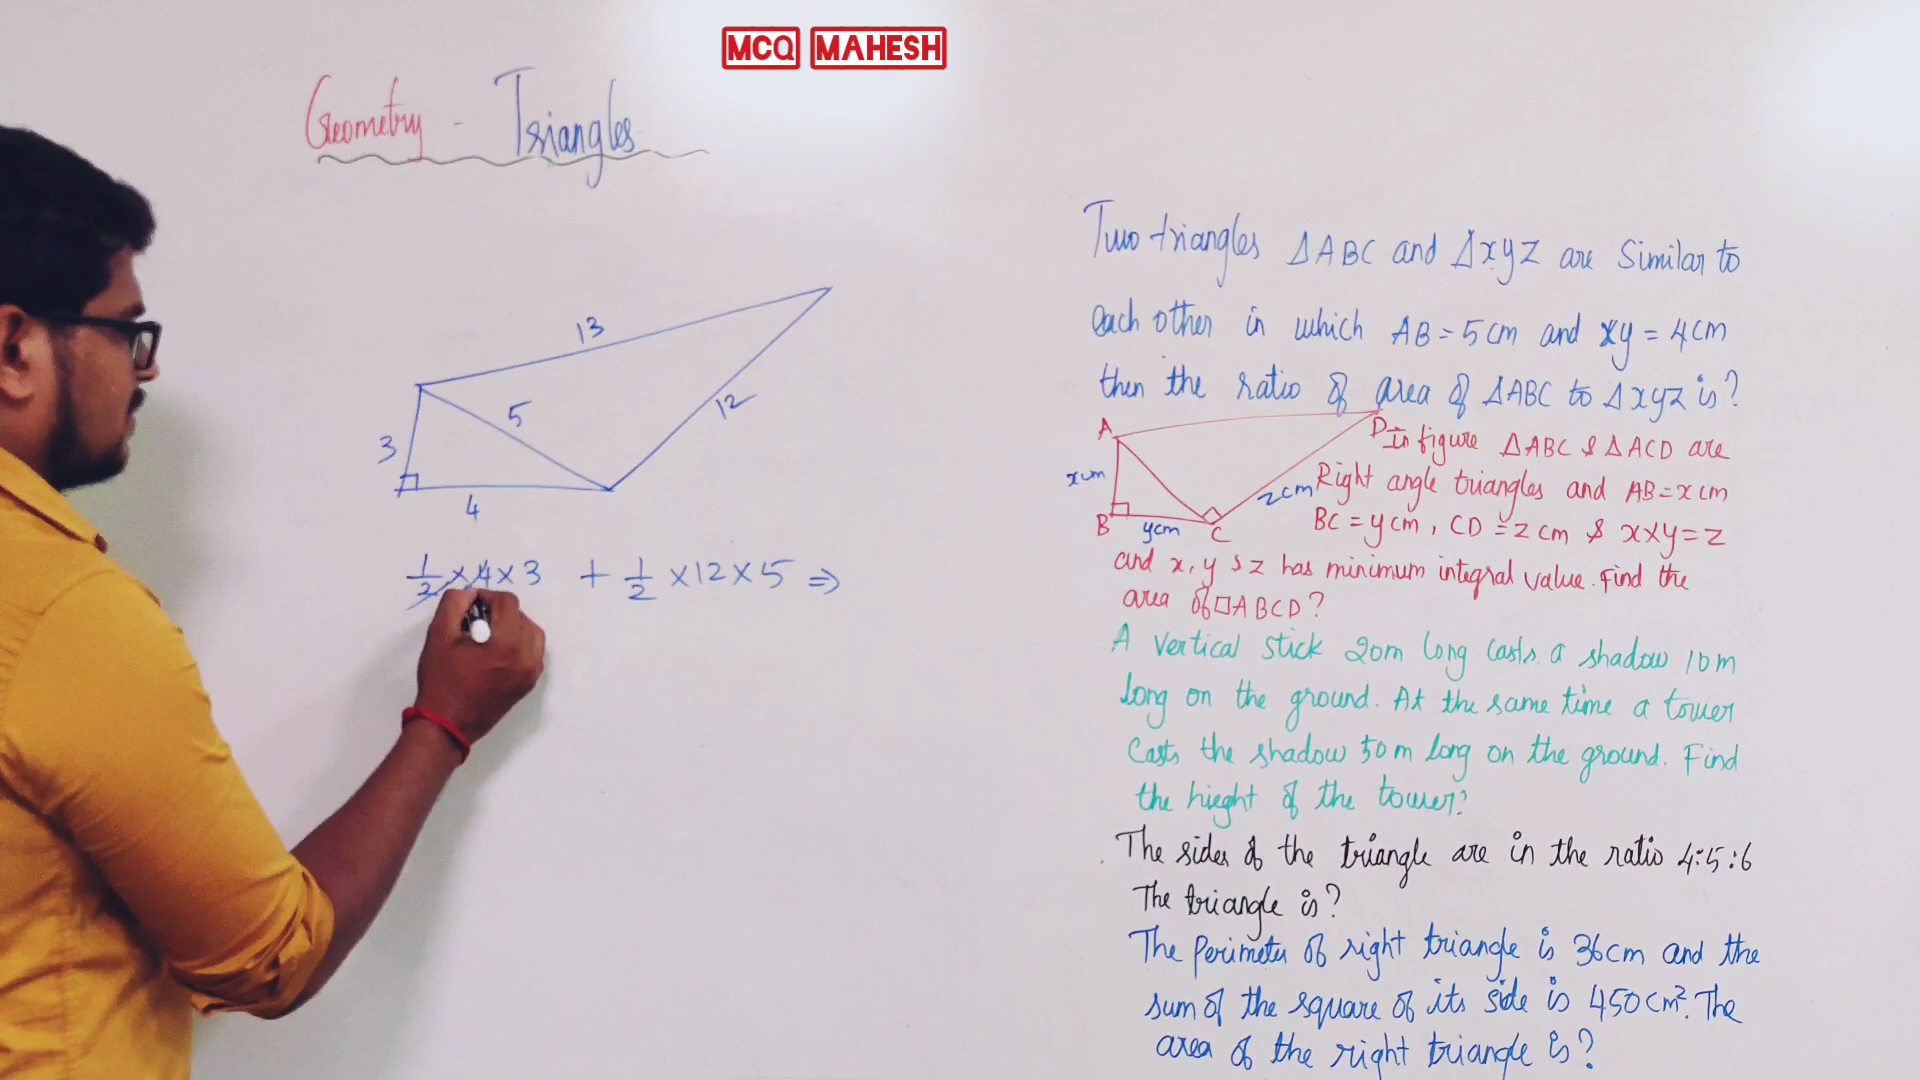 MCQ MAHESH
Geometry - Triangles
13
5
12
3
4
1/2 × 4 × 3 + 1/2 × 12 × 5 ⇒
Two triangles ΔABC and Δxyz are Similar to
each other in which AB = 5cm and xy = 4cm
then the ratio of area of ΔABC to Δxyz is?
A
D
In figure ΔABC & ΔACD are
xcm
zcm
Right angle triangles and AB = x cm
B
ycm
C
BC = y cm, CD = z cm & x×y = z
and x, y & z has minimum integral value. Find the
area of □ABCD?
A vertical stick 20m long casts a shadow 10m
long on the ground. At the same time a tower
Casts the shadow 50m long on the ground. Find
the hieght of the tower?
The sides of the triangle are in the ratio 4:5:6
The triangle is?
The Perimeter of right triangle is 36cm and the
sum of the square of its side is 450cm². The
area of the right triangle is?